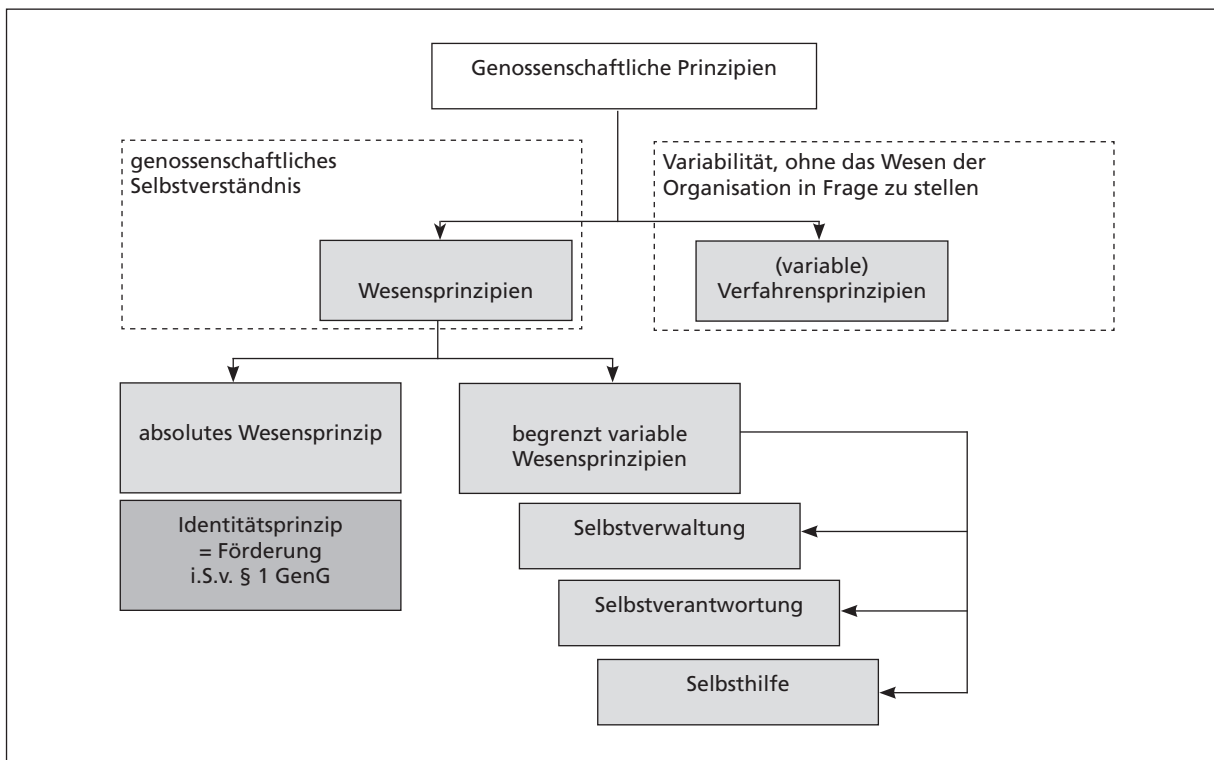 Genossenschaftliche Prinzipien
genossenschaftliches
Selbstverständnis
Variabilität, ohne das Wesen der
Organisation in Frage zu stellen
Wesensprinzipien
(variable)
Verfahrensprinzipien
absolutes Wesensprinzip
begrenzt variable
Wesensprinzipien
Identitätsprinzip
= Förderung
i.S.v. § 1 GenG
Selbstverwaltung
Selbstverantwortung
Selbsthilfe